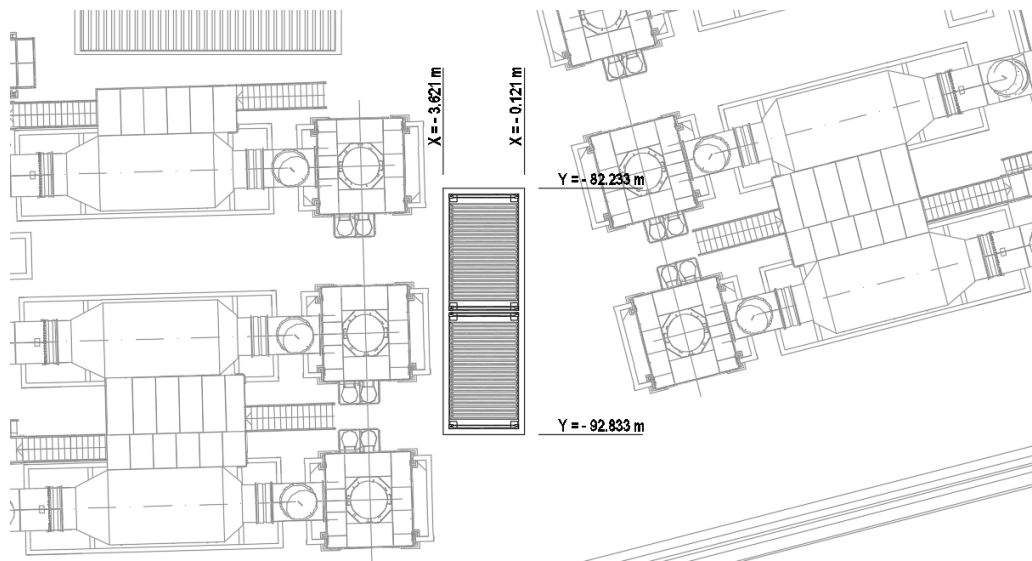 X = - 3.621 m
X = - 0.121 m
Y = - 82.233 m
Y = - 92.833 m